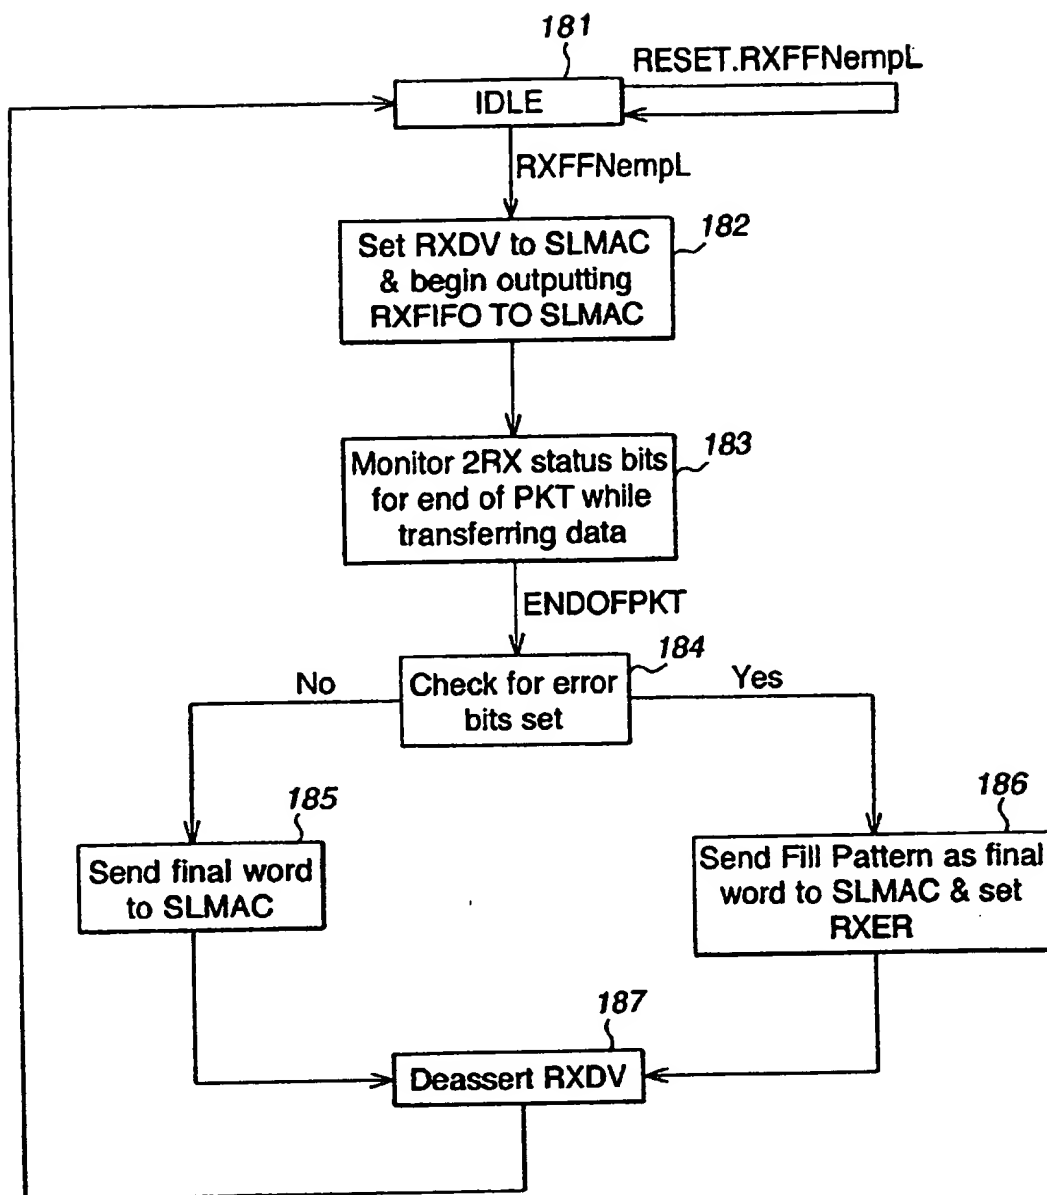 181
RESET.RXFFNempL
IDLE
RXFFNempL
182
Set RXDV to SLMAC
& begin outputting
RXFIFO TO SLMAC
183
Monitor 2RX status bits
for end of PKT while
transferring data
ENDOFPKT
184
No
Check for error
bits set
Yes
185
Send final word
to SLMAC
186
Send Fill Pattern as final
word to SLMAC & set
RXER
187
Deassert RXDV